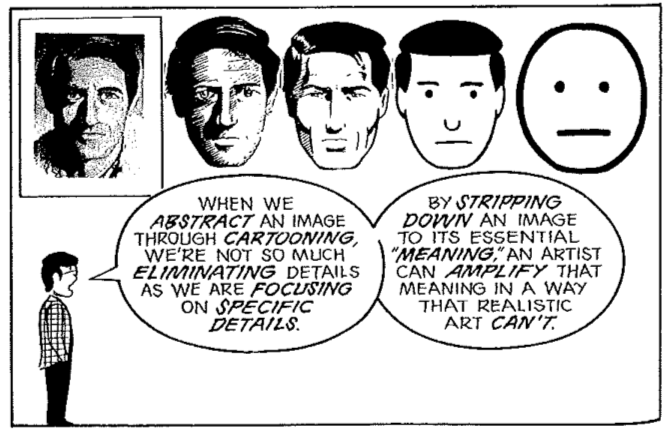 WHEN WE
ABSTRACT AN IMAGE
THROUGH CARTOONING,
WE'RE NOT SO MUCH
ELIMINATING DETAILS
AS WE ARE FOCUSING
ON SPECIFIC
DETAILS.
BY STRIPPING
DOWN AN IMAGE
TO ITS ESSENTIAL
"MEANING," AN ARTIST
CAN AMPLIFY THAT
MEANING IN A WAY
THAT REALISTIC
ART CAN'T.